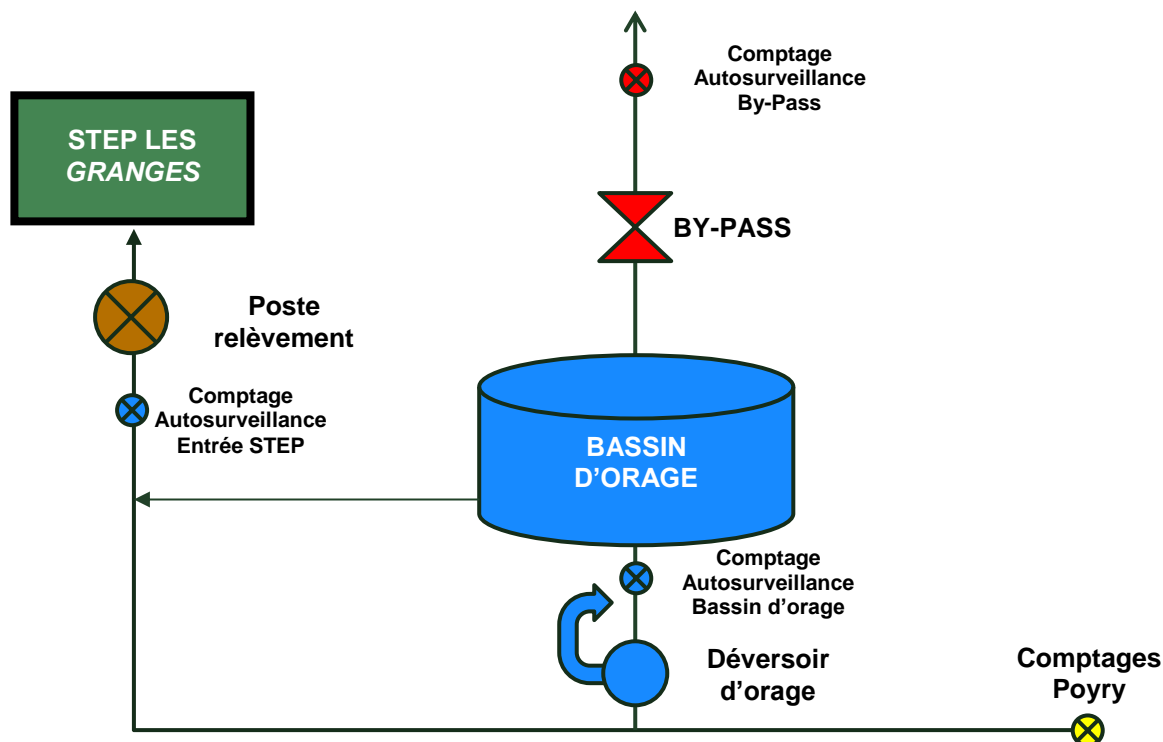 Comptage
Autosurveillance
By-Pass
STEP LES
GRANGES
BY-PASS
Poste
relèvement
Comptage
Autosurveillance
Entrée STEP
BASSIN
D’ORAGE
Comptage
Autosurveillance
Bassin d’orage
Déversoir
d’orage
Comptages
Poyry